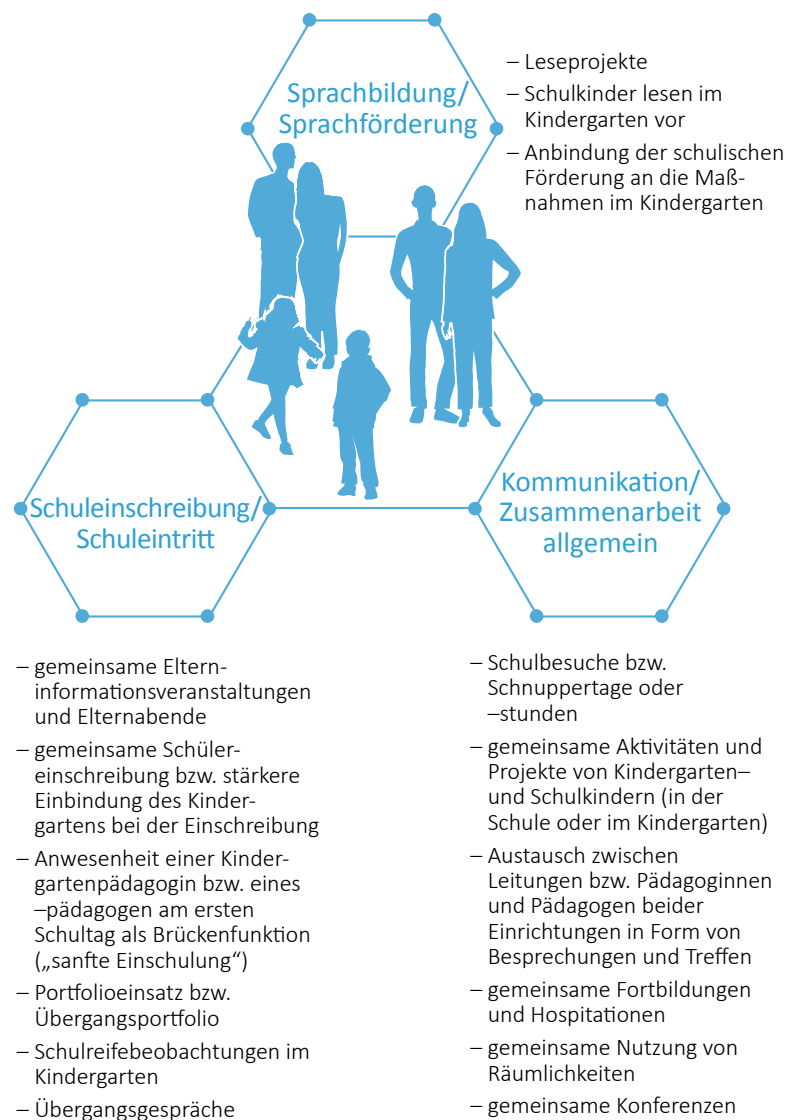 Sprachbildung/
Sprachförderung
– Leseprojekte
– Schulkinder lesen im
Kindergarten vor
– Anbindung der schulischen
Förderung an die Maß-
nahmen im Kindergarten
Schuleinschreibung/
Schuleintritt
Kommunikation/
Zusammenarbeit
allgemein
– gemeinsame Eltern-
informationsveranstaltungen
und Elternabende
– gemeinsame Schüler-
einschreibung bzw. stärkere
Einbindung des Kinder-
gartens bei der Einschreibung
– Anwesenheit einer Kinder-
gartenpädagogin bzw. eines
–pädagogen am ersten
Schultag als Brückenfunktion
(„sanfte Einschulung“)
– Portfolioeinsatz bzw.
Übergangsportfolio
– Schulreifebeobachtungen im
Kindergarten
– Übergangsgespräche
– Schulbesuche bzw.
Schnuppertage oder
–stunden
– gemeinsame Aktivitäten und
Projekte von Kindergarten–
und Schulkindern (in der
Schule oder im Kindergarten)
– Austausch zwischen
Leitungen bzw. Pädagoginnen
und Pädagogen beider
Einrichtungen in Form von
Besprechungen und Treffen
– gemeinsame Fortbildungen
und Hospitationen
– gemeinsame Nutzung von
Räumlichkeiten
– gemeinsame Konferenzen